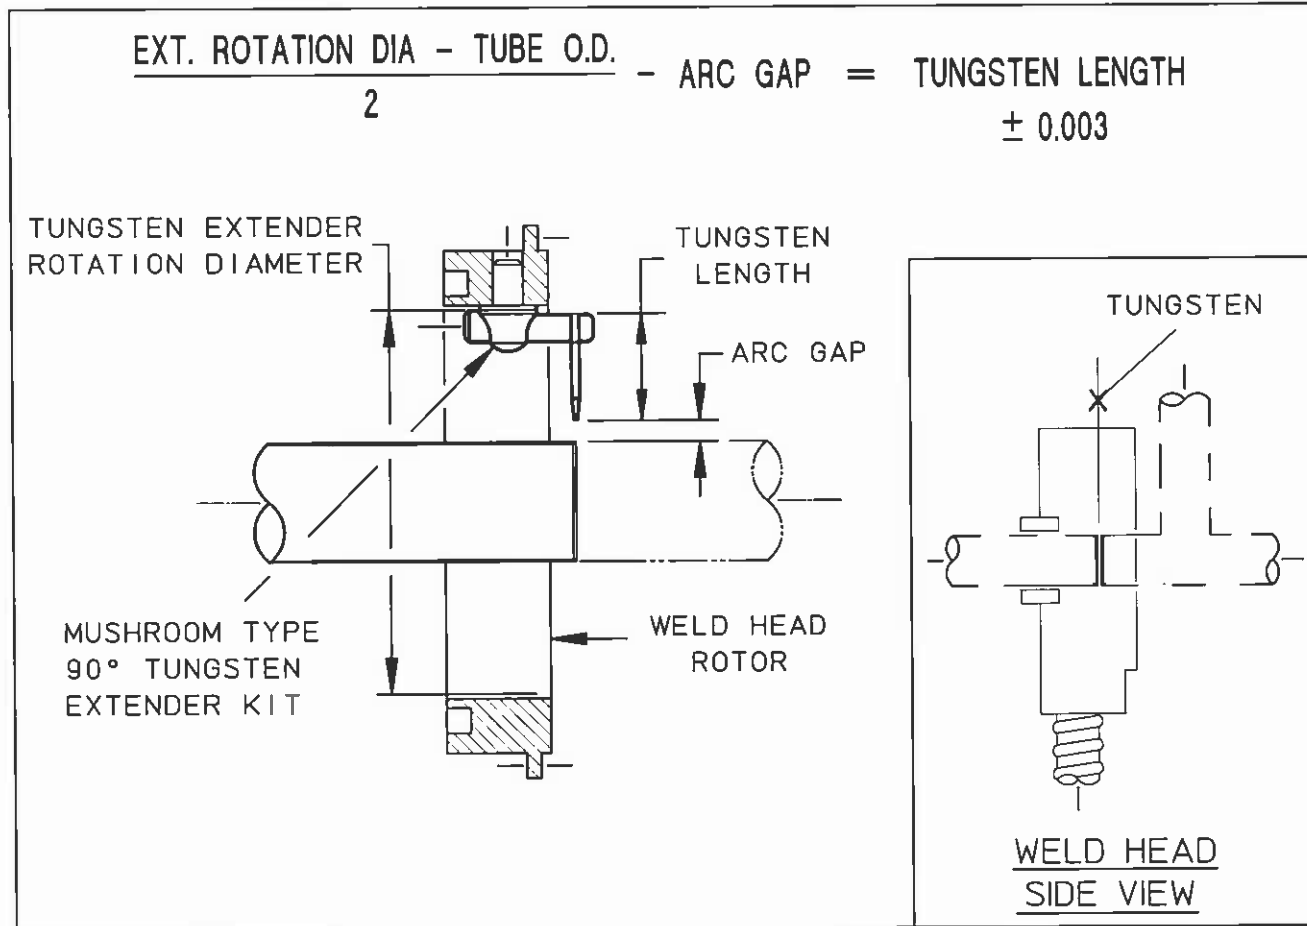 EXT. ROTATION DIA - TUBE O.D.
2
- ARC GAP = TUNGSTEN LENGTH
± 0.003
TUNGSTEN EXTENDER
ROTATION DIAMETER
TUNGSTEN
LENGTH
ARC GAP
MUSHROOM TYPE
90° TUNGSTEN
EXTENDER KIT
WELD HEAD
ROTOR
TUNGSTEN
WELD HEAD
SIDE VIEW